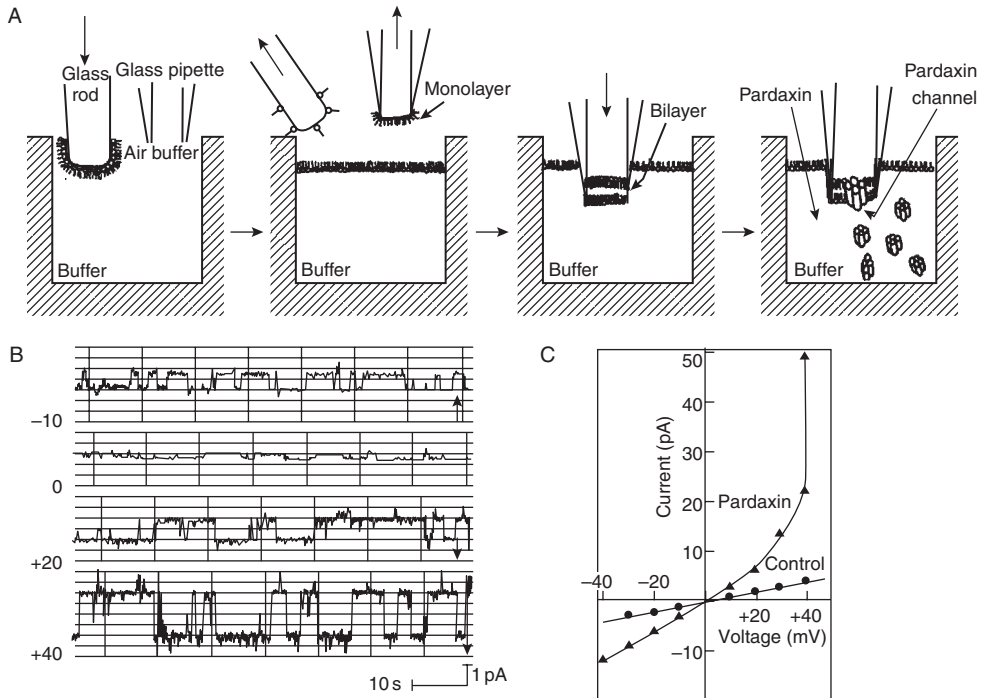 A
Glass
rod
Glass pipette
Air buffer
Buffer
Monolayer
Buffer
Bilayer
Buffer
Pardaxin
Pardaxin
channel
Buffer
B
–10
0
+20
+40
10 s
1 pA
C
50
40
30
20
10
–10
Current (pA)
Pardaxin
Control
–40
–20
+20
+40
Voltage (mV)